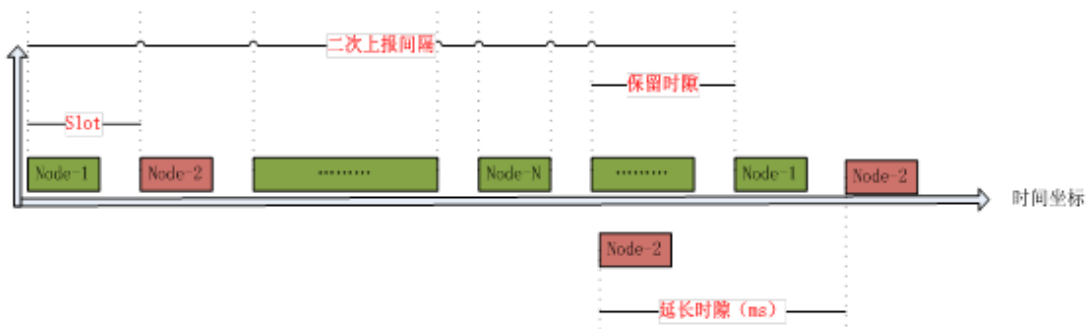 二次上报间隔
保留时隙
Slot
Node-1
Node-2
………
Node-N
………
Node-1
Node-2
时间坐标
Node-2
延长时隙（ms）